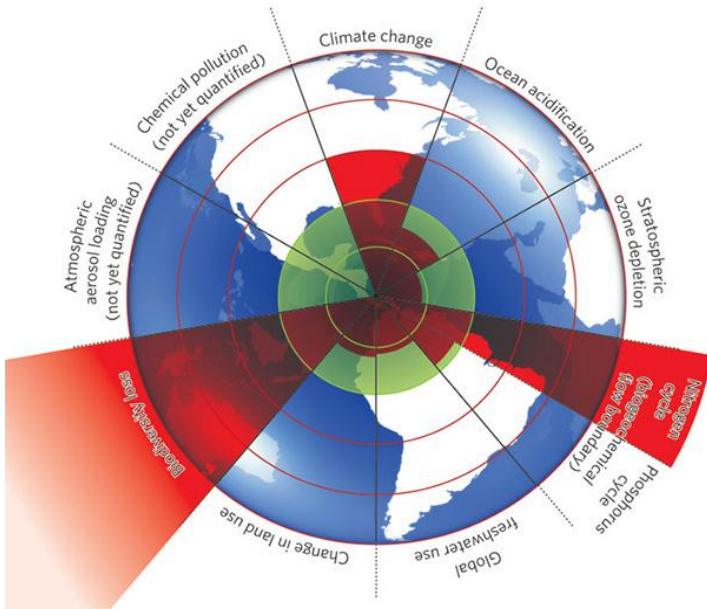 Climate change
Ocean acidification
Stratospheric
ozone depletion
Nitrogen
cycle
(biogeochemical
flow boundary)
Phosphorus
cycle
Global
freshwater use
Change in land use
Biodiversity loss
Atmospheric
aerosol loading
(not yet quantified)
Chemical pollution
(not yet quantified)